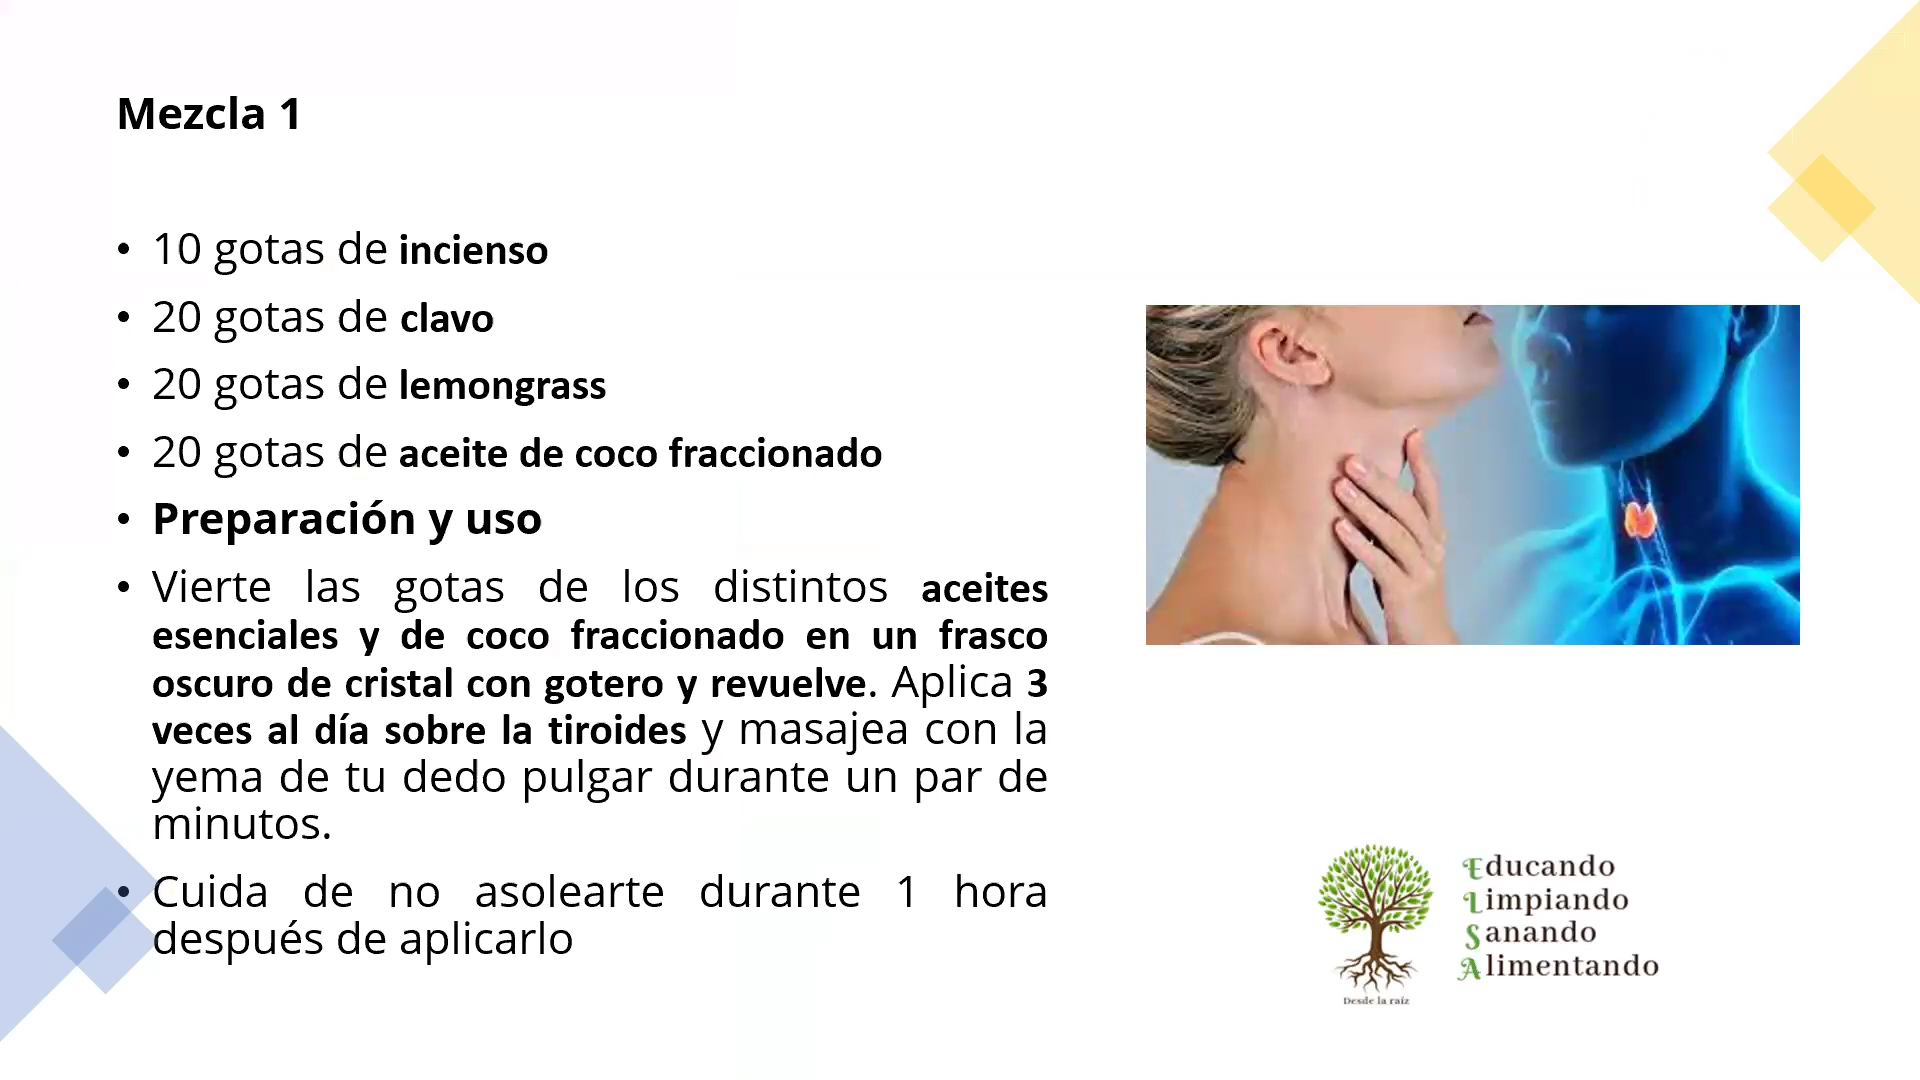 Mezcla 1
• 10 gotas de incienso
• 20 gotas de clavo
• 20 gotas de lemongrass
• 20 gotas de aceite de coco fraccionado
• Preparación y uso
• Vierte las gotas de los distintos aceites
esenciales y de coco fraccionado en un frasco
oscuro de cristal con gotero y revuelve. Aplica 3
veces al día sobre la tiroides y masajea con la
yema de tu dedo pulgar durante un par de
minutos.
• Cuida de no asolearte durante 1 hora
después de aplicarlo
Educando
Limpiando
Sanando
Alimentando
Desde la raíz